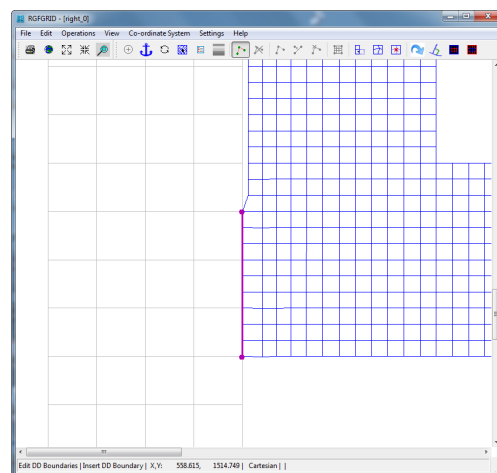 RGFGRID - [right_0]
File Edit Operations View Co-ordinate System Settings Help
Edit DD Boundaries | Insert DD Boundary | X,Y: 558.615, 1514.749 | Cartesian | |